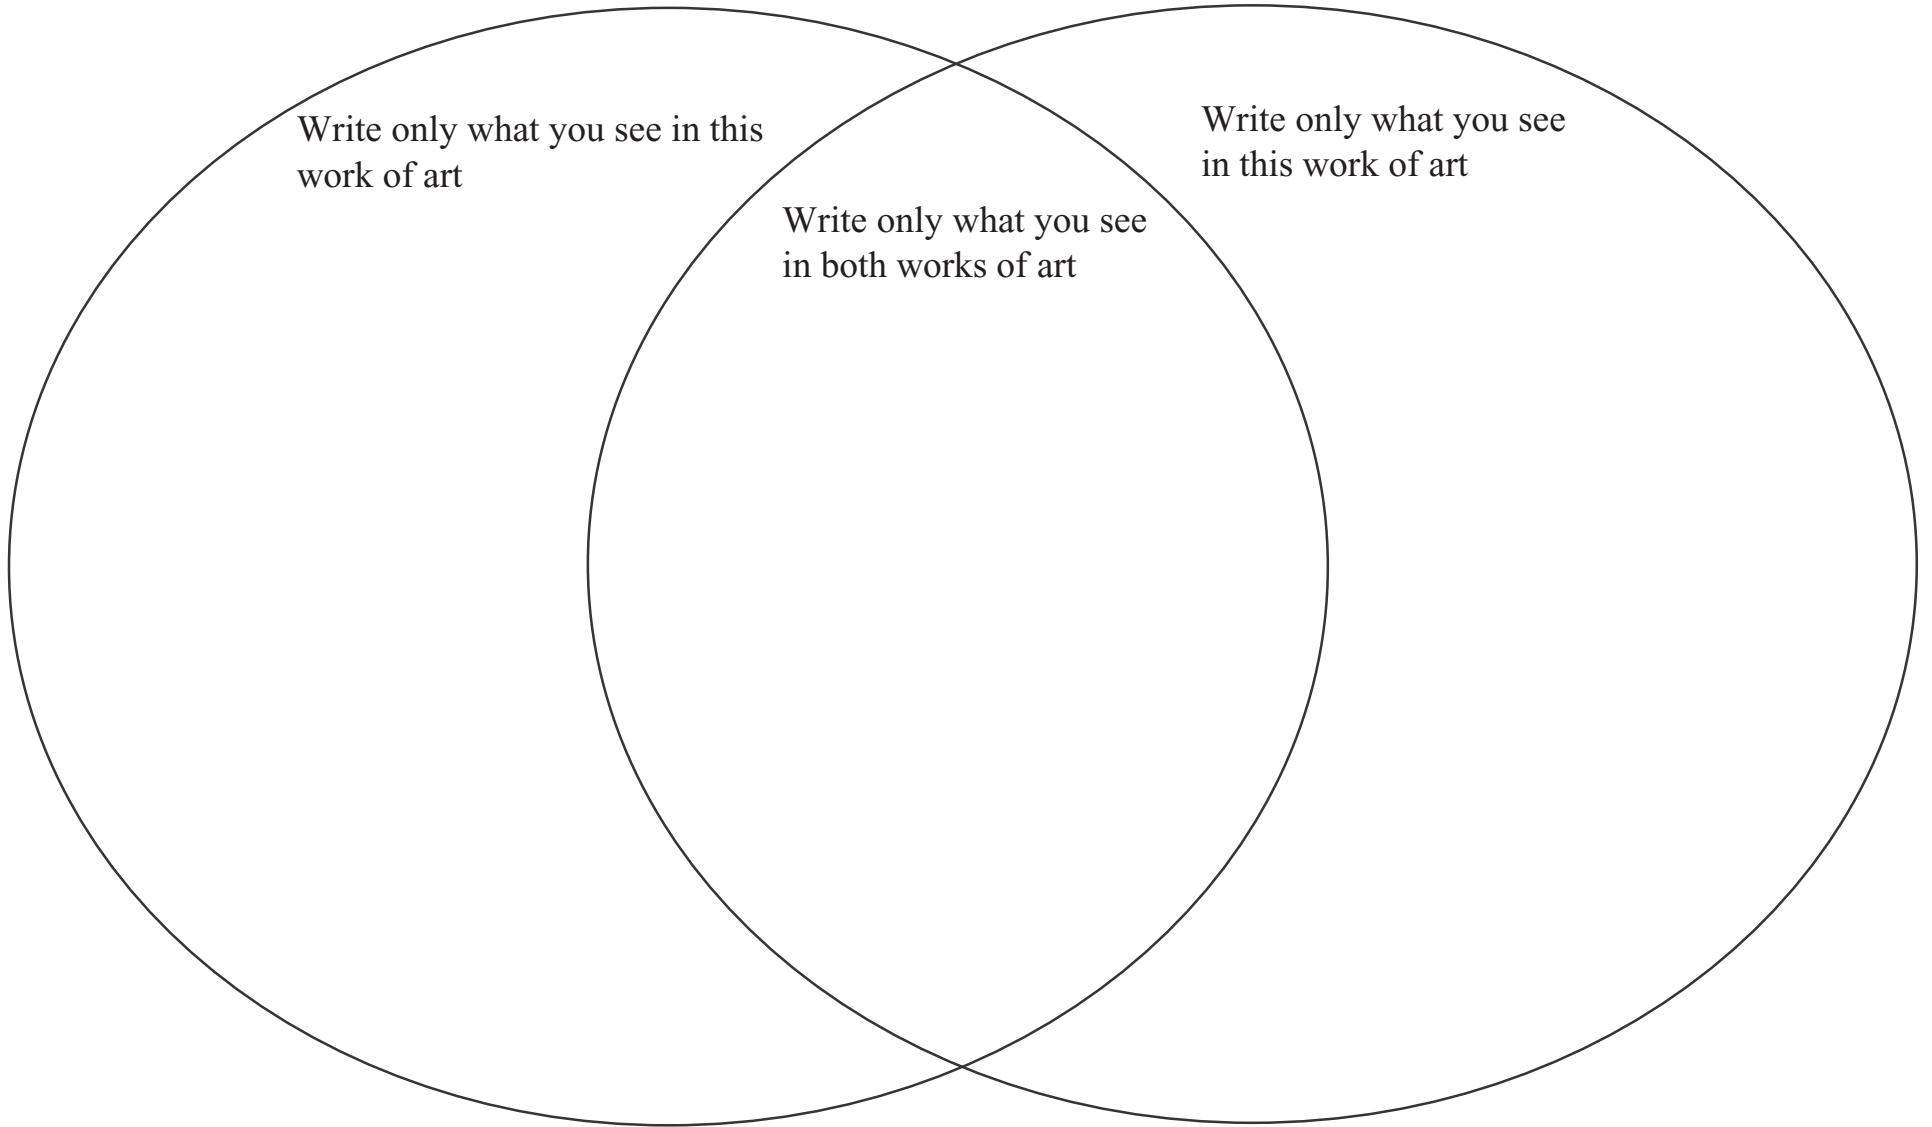 Write only what you see in this
work of art
Write only what you see
in both works of art
Write only what you see
in this work of art